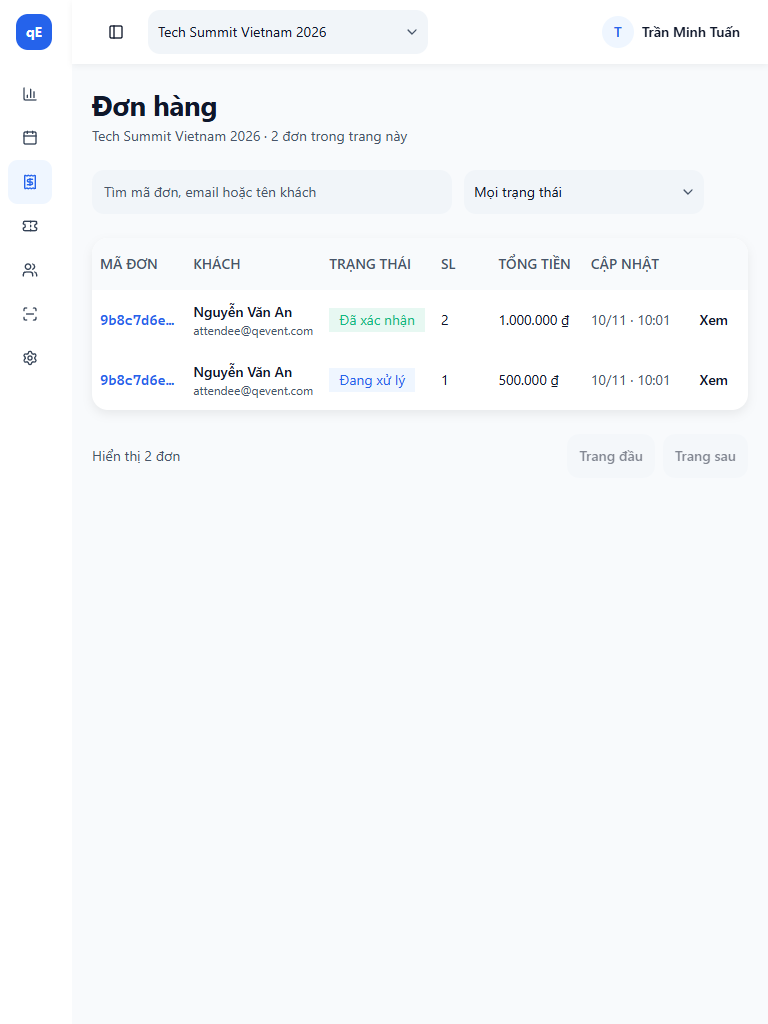 qE
Tech Summit Vietnam 2026
T
Trần Minh Tuấn
Đơn hàng
Tech Summit Vietnam 2026 · 2 đơn trong trang này
Tìm mã đơn, email hoặc tên khách
Mọi trạng thái
MÃ ĐƠN KHÁCH TRẠNG THÁI SL TỔNG TIỀN CẬP NHẬT
9b8c7d6e… Nguyễn Văn An Đã xác nhận 2 1.000.000 ₫ 10/11 · 10:01 Xem
attendee@qevent.com
9b8c7d6e… Nguyễn Văn An Đang xử lý 1 500.000 ₫ 10/11 · 10:01 Xem
attendee@qevent.com
Hiển thị 2 đơn
Trang đầu
Trang sau